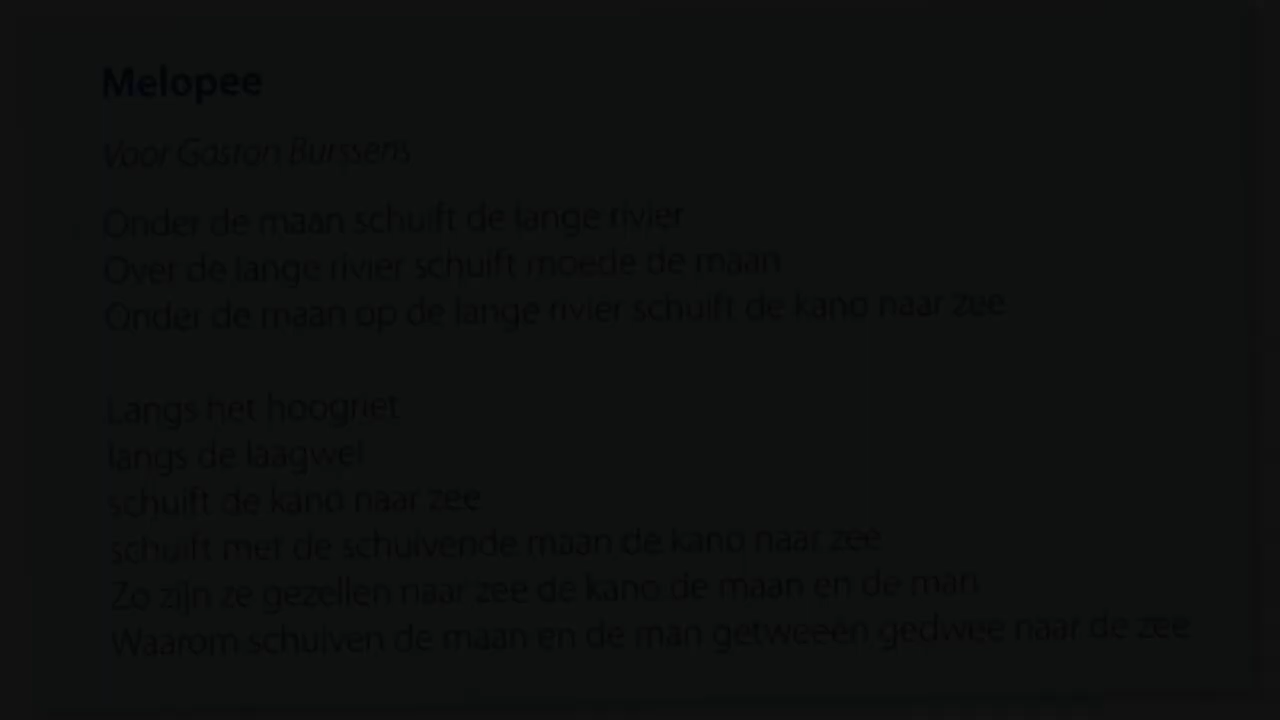 Melopee
Voor Gaston Burssens
Onder de maan schuift de lange rivier
Over de lange rivier schuift moede de maan
Onder de maan op de lange rivier schuift de kano naar zee
Langs het hoogriet
langs de laagwei
schuift de kano naar zee
schuift met de schuivende maan de kano naar zee
Zo zijn ze gezellen naar zee de kano de maan en de man
Waarom schuiven de maan en de man getweeën gedwee naar de zee